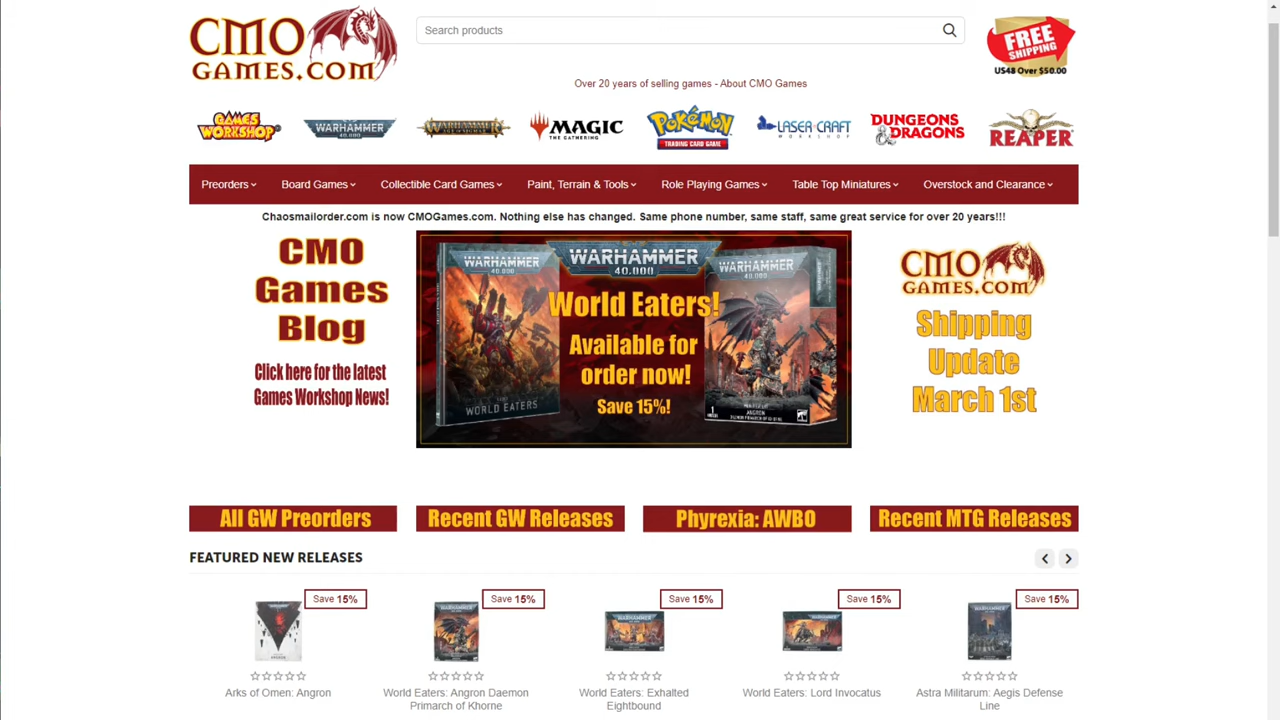 CMO
GAMES.COM
Search products
FREE
SHIPPING
US48 Over $50.00
Over 20 years of selling games - About CMO Games
GAMES
WORKSHOP
WARHAMMER
40,000
WARHAMMER
AGE OF SIGMAR
MAGIC
THE GATHERING
POKéMON
TRADING CARD GAME
LASER CRAFT
WORKSHOP
DUNGEONS
& DRAGONS
REAPER
Preorders
Board Games
Collectible Card Games
Paint, Terrain & Tools
Role Playing Games
Table Top Miniatures
Overstock and Clearance
Chaosmailorder.com is now CMOGames.com. Nothing else has changed. Same phone number, same staff, same great service for over 20 years!!!
CMO
Games
Blog
Click here for the latest
Games Workshop News!
WARHAMMER
40,000
WORLD EATERS
WARHAMMER
40,000
World Eaters!
Available for
order now!
Save 15%!
WARHAMMER
40,000
ANGRON
CMO
GAMES.COM
Shipping
Update
March 1st
All GW Preorders
Recent GW Releases
Phyrexia: AWBO
Recent MTG Releases
FEATURED NEW RELEASES
Save 15%
Save 15%
Save 15%
Save 15%
Save 15%
Arks of Omen: Angron
World Eaters: Angron Daemon
Primarch of Khorne
World Eaters: Exhalted
Eightbound
World Eaters: Lord Invocatus
Astra Militarum: Aegis Defense
Line